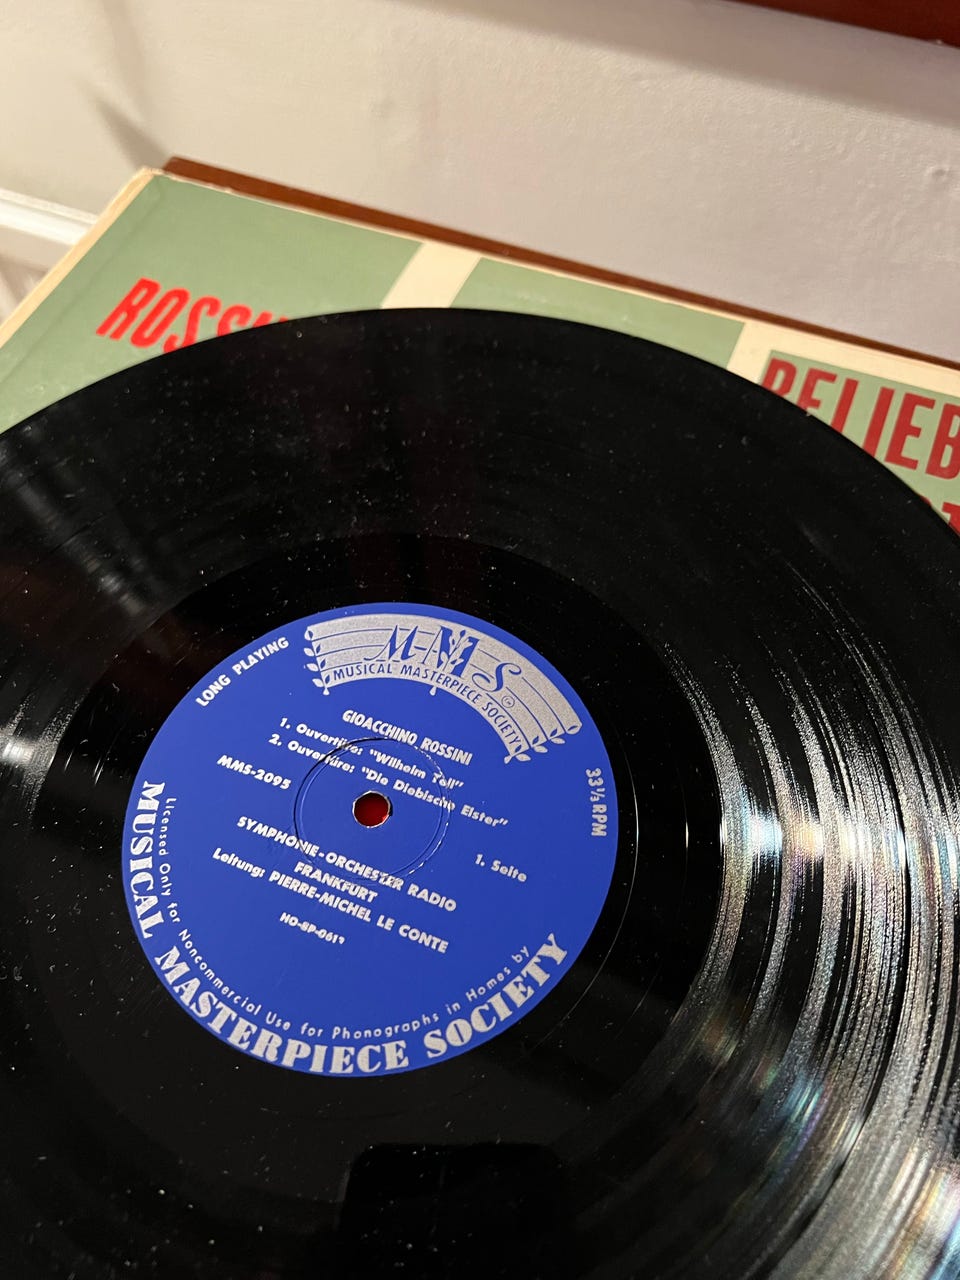 BELIEB
LONG PLAYING
M-M-S
MUSICAL MASTERPIECE SOCIETY
GIOACCHINO ROSSINI
1. Ouvertüre: "Wilhelm Tell"
2. Ouvertüre: "Die Diebische Elster"
MMS-2095
33⅓ RPM
1. Seite
SYMPHONIE-ORCHESTER RADIO
FRANKFURT
Leitung: PIERRE-MICHEL LE CONTE
Licensed Only for Noncommercial Use for Phonographs in Homes by
MUSICAL MASTERPIECE SOCIETY